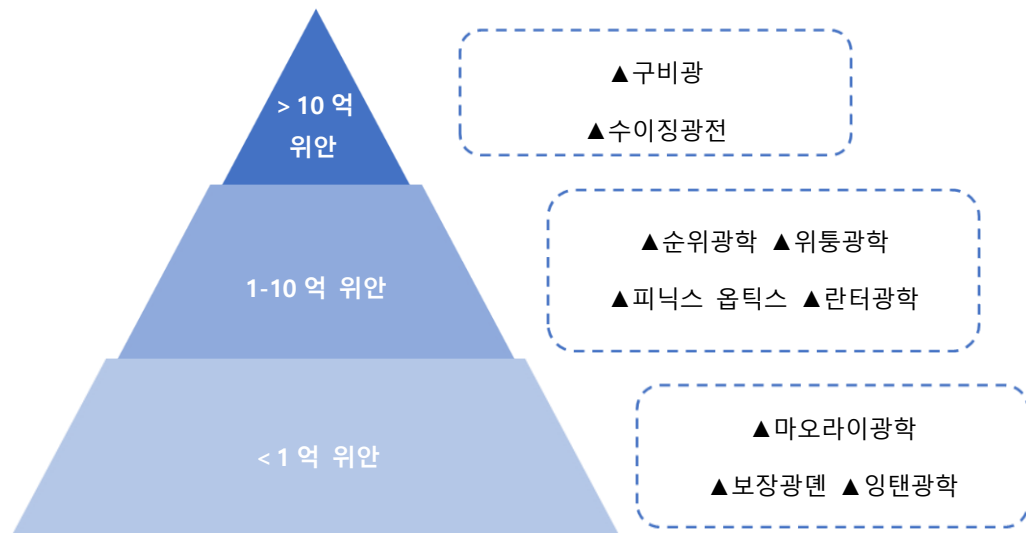 > 10 억
위안
▲구비광
▲수이징광전
1-10 억 위안
▲순위광학 ▲위퉁광학
▲피닉스 옵틱스 ▲란터광학
< 1 억 위안
▲마오라이광학
▲보장광뎬 ▲잉탠광학